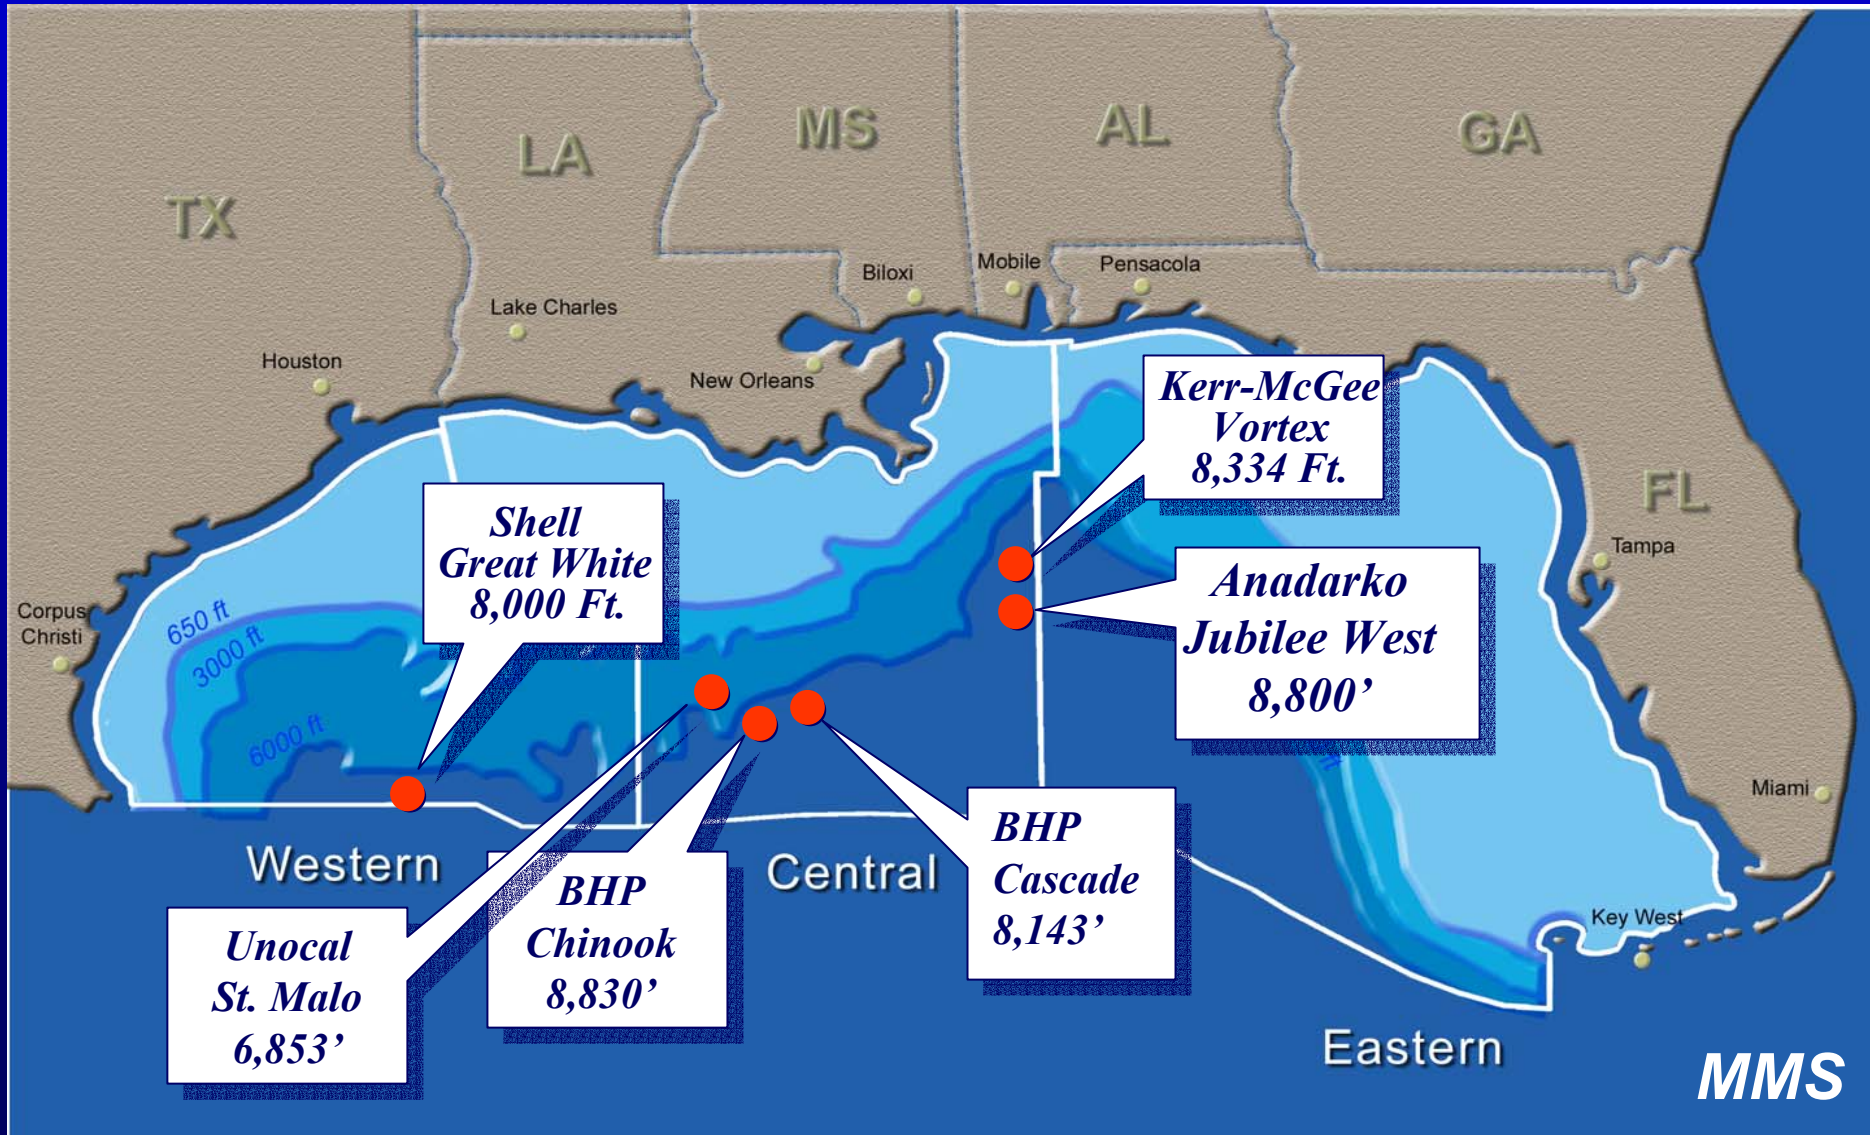 TX
LA
MS
AL
GA
FL
Biloxi
Mobile
Pensacola
Lake Charles
Houston
New Orleans
Corpus
Christi
Tampa
Miami
Key West
650 ft
3000 ft
6000 ft
ft
Kerr-McGee
Vortex
8,334 Ft.
Shell
Great White
8,000 Ft.
Anadarko
Jubilee West
8,800’
BHP
Cascade
8,143’
BHP
Chinook
8,830’
Unocal
St. Malo
6,853’
Western
Central
Eastern
MMS